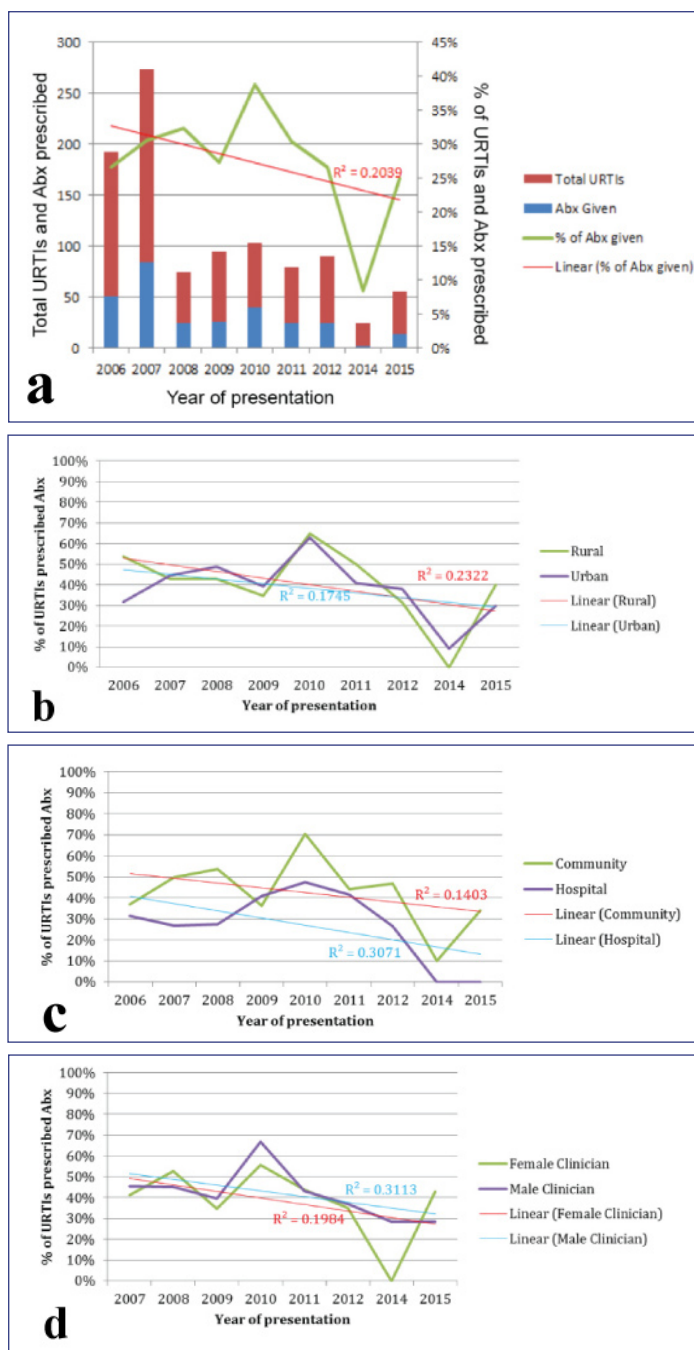 300
250
200
150
100
50
0
Total URTIs and Abx prescribed
45%
40%
35%
30%
25%
20%
15%
10%
5%
0%
% of URTIs and Abx prescribed
R² = 0.2039
Total URTIs
Abx Given
% of Abx given
Linear (% of Abx given)
2006 2007 2008 2009 2010 2011 2012 2014 2015
Year of presentation
a
100%
90%
80%
70%
60%
50%
40%
30%
20%
10%
0%
% of URTIs prescribed Abx
R² = 0.2322
R² = 0.1745
Rural
Urban
Linear (Rural)
Linear (Urban)
2006 2007 2008 2009 2010 2011 2012 2014 2015
Year of presentation
b
100%
90%
80%
70%
60%
50%
40%
30%
20%
10%
0%
% of URTIs prescribed Abx
R² = 0.1403
R² = 0.3071
Community
Hospital
Linear (Community)
Linear (Hospital)
2006 2007 2008 2009 2010 2011 2012 2014 2015
Year of presentation
c
100%
90%
80%
70%
60%
50%
40%
30%
20%
10%
0%
% of URTIs prescribed Abx
R² = 0.3113
R² = 0.1984
Female Clinician
Male Clinician
Linear (Female Clinician)
Linear (Male Clinician)
2007 2008 2009 2010 2011 2012 2014 2015
Year of presentation
d